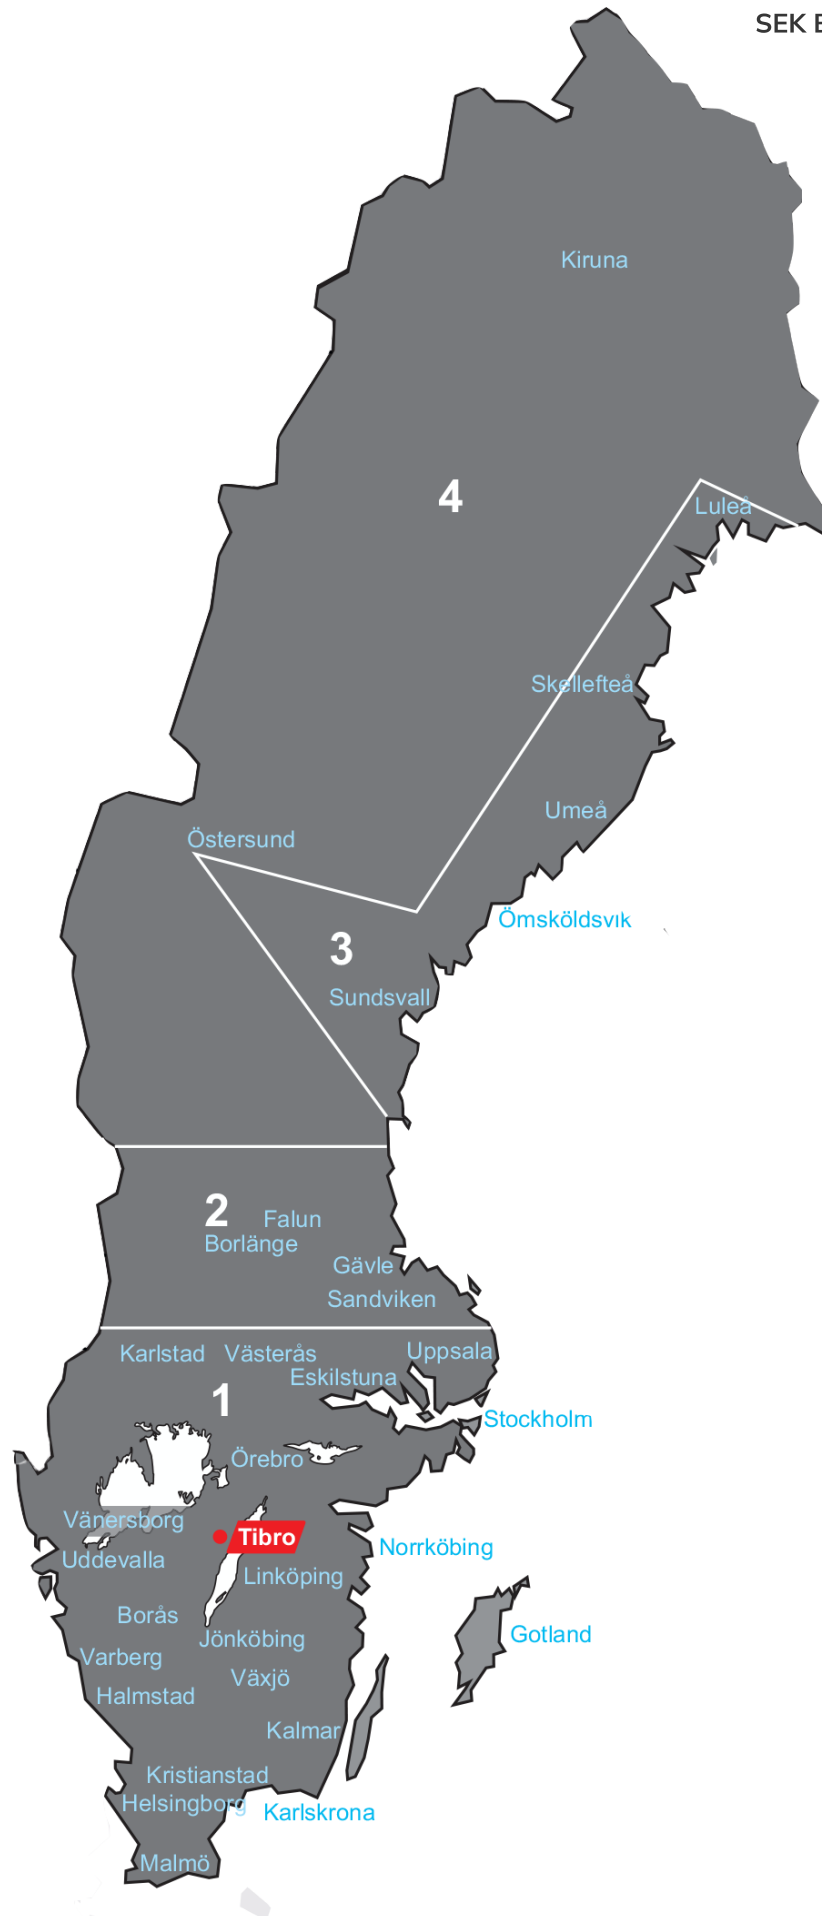 SEK E
Kiruna
4
Luleå
Skellefteå
Umeå
Östersund
Ömsköldsvik
3
Sundsvall
2
Falun
Borlänge
Gävle
Sandviken
Karlstad
Västerås
Uppsala
Eskilstuna
1
Stockholm
Örebro
Vänersborg
Tibro
Norrköbing
Uddevalla
Linköping
Borås
Gotland
Jönköbing
Varberg
Växjö
Halmstad
Kalmar
Kristianstad
Helsingborg
Karlskrona
Malmö